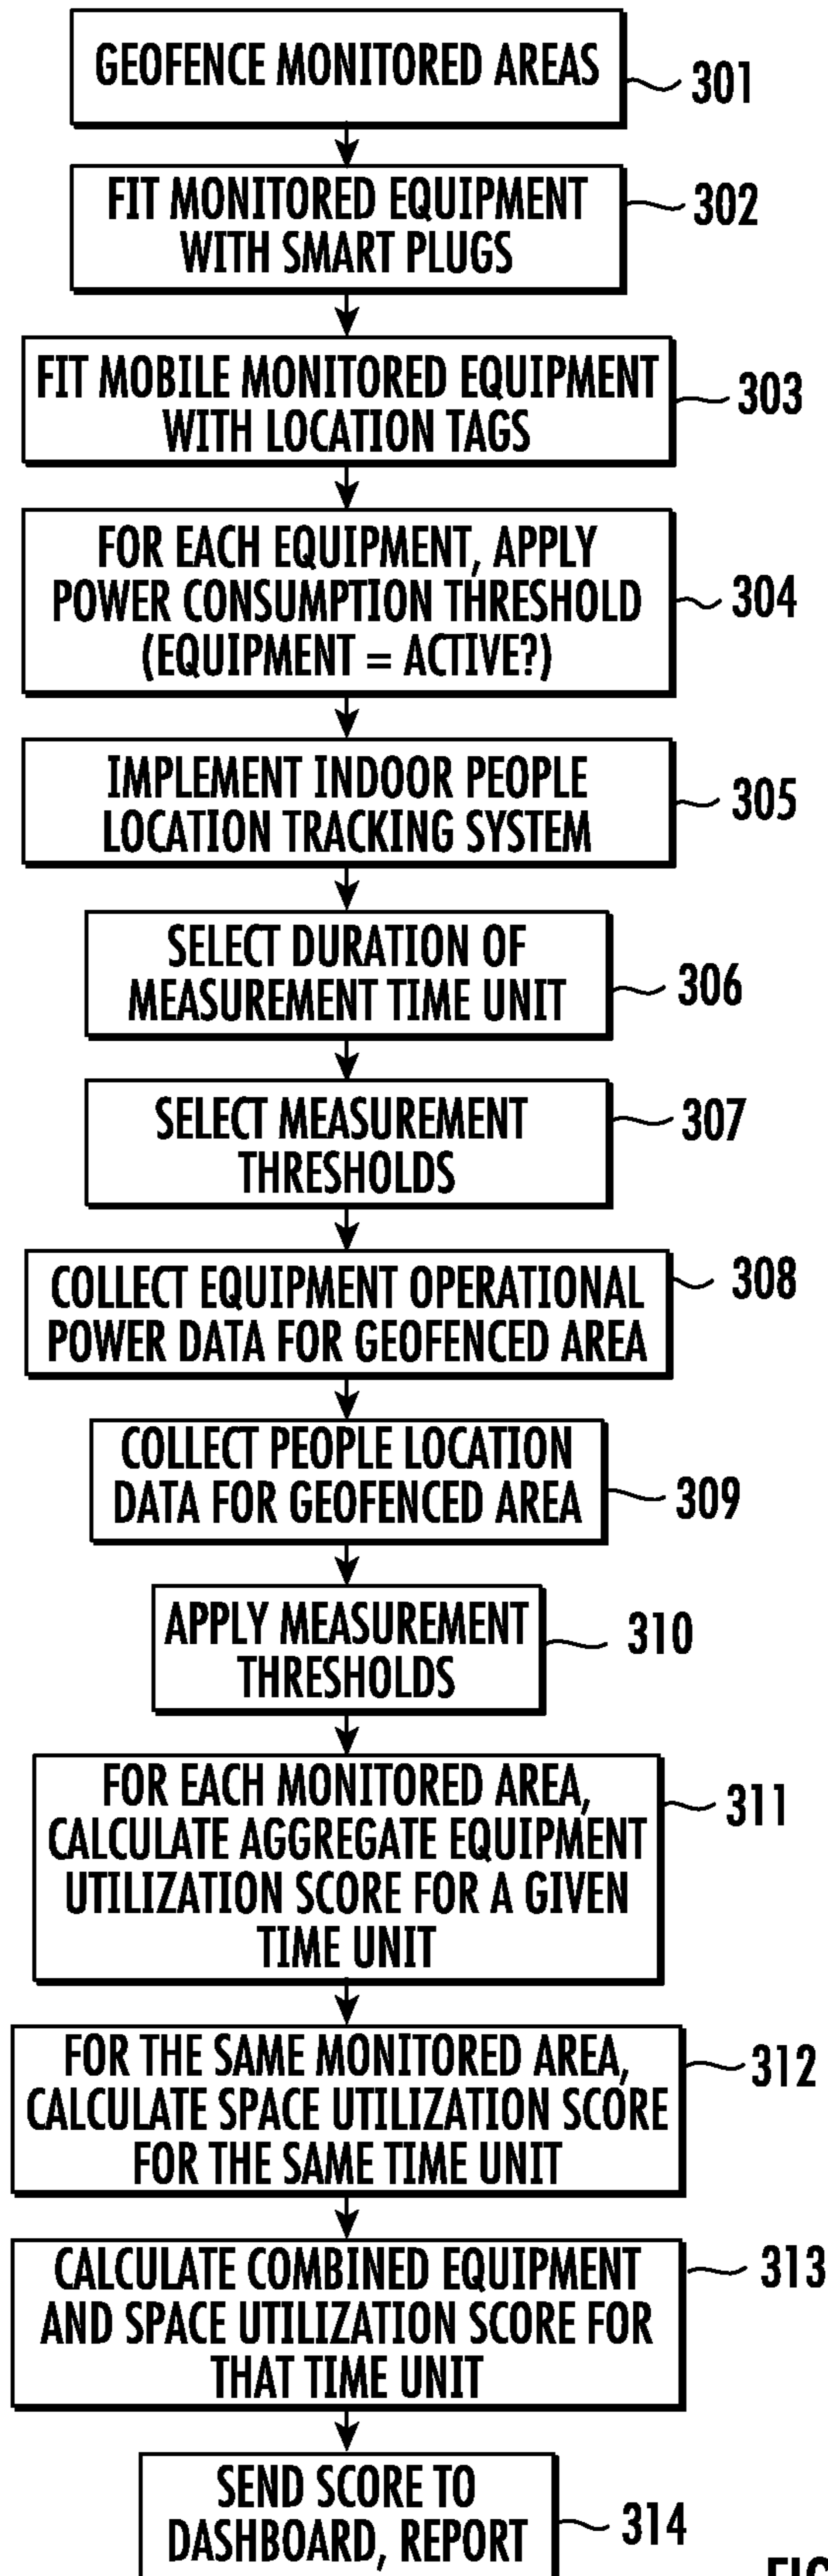 GEOFENCE MONITORED AREAS
301
FIT MONITORED EQUIPMENT
WITH SMART PLUGS
302
FIT MOBILE MONITORED EQUIPMENT
WITH LOCATION TAGS
303
FOR EACH EQUIPMENT, APPLY
POWER CONSUMPTION THRESHOLD
(EQUIPMENT = ACTIVE?)
304
IMPLEMENT INDOOR PEOPLE
LOCATION TRACKING SYSTEM
305
SELECT DURATION OF
MEASUREMENT TIME UNIT
306
SELECT MEASUREMENT
THRESHOLDS
307
COLLECT EQUIPMENT OPERATIONAL
POWER DATA FOR GEOFENCED AREA
308
COLLECT PEOPLE LOCATION
DATA FOR GEOFENCED AREA
309
APPLY MEASUREMENT
THRESHOLDS
310
FOR EACH MONITORED AREA,
CALCULATE AGGREGATE EQUIPMENT
UTILIZATION SCORE FOR A GIVEN
TIME UNIT
311
FOR THE SAME MONITORED AREA,
CALCULATE SPACE UTILIZATION SCORE
FOR THE SAME TIME UNIT
312
CALCULATE COMBINED EQUIPMENT
AND SPACE UTILIZATION SCORE FOR
THAT TIME UNIT
313
SEND SCORE TO
DASHBOARD, REPORT
314